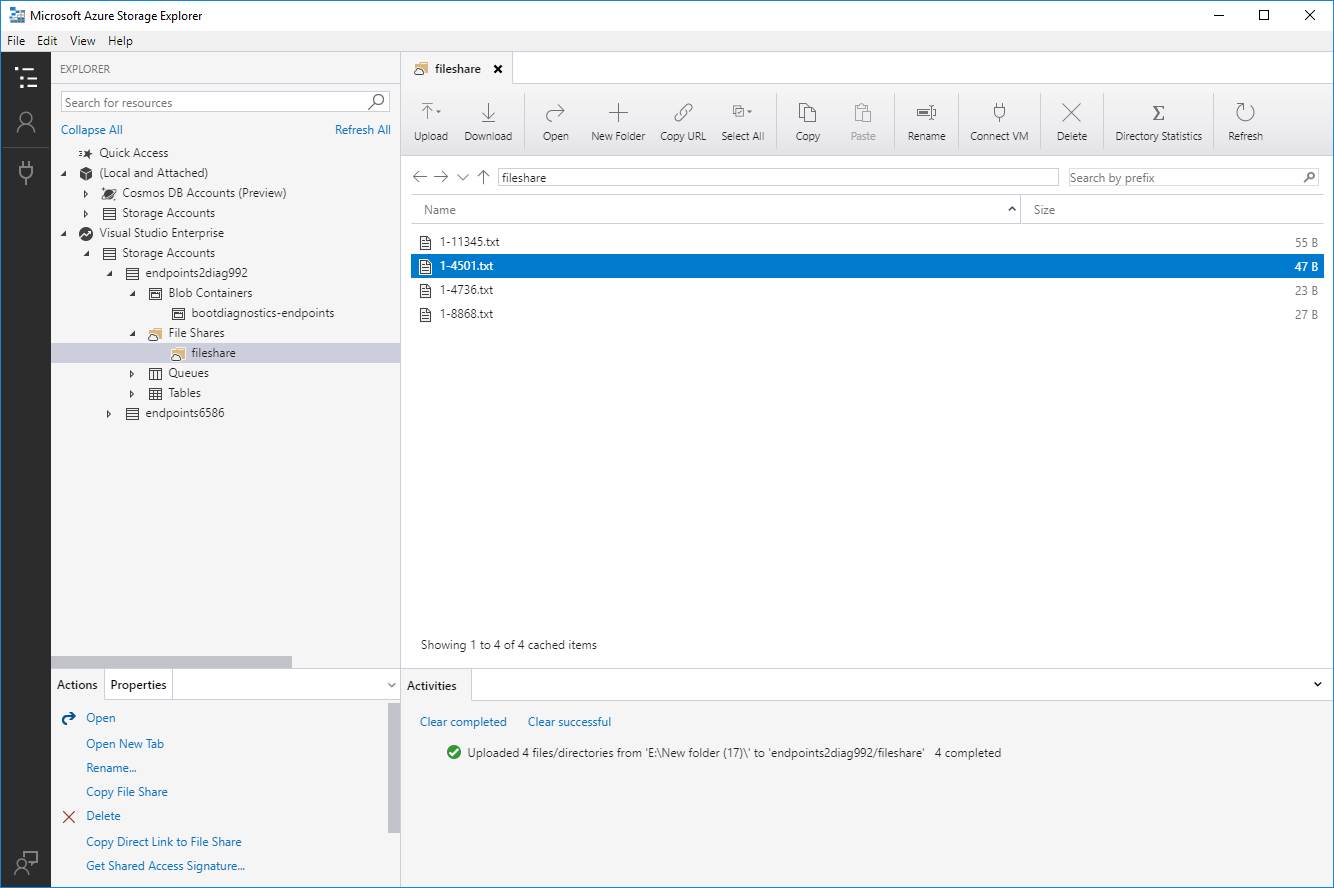 Microsoft Azure Storage Explorer
File Edit View Help
EXPLORER
Search for resources
Collapse All Refresh All
Quick Access
(Local and Attached)
Cosmos DB Accounts (Preview)
Storage Accounts
Visual Studio Enterprise
Storage Accounts
endpoints2diag992
Blob Containers
bootdiagnostics-endpoints
File Shares
fileshare
Queues
Tables
endpoints6586
Actions Properties
Open
Open New Tab
Rename...
Copy File Share
Delete
Copy Direct Link to File Share
Get Shared Access Signature...
fileshare
Upload Download Open New Folder Copy URL Select All Copy Paste Rename Connect VM Delete Directory Statistics Refresh
fileshare Search by prefix
Name Size
1-11345.txt 55 B
1-4501.txt 47 B
1-4736.txt 23 B
1-8868.txt 27 B
Showing 1 to 4 of 4 cached items
Activities
Clear completed Clear successful
Uploaded 4 files/directories from 'E:\New folder (17)\' to 'endpoints2diag992/fileshare' 4 completed